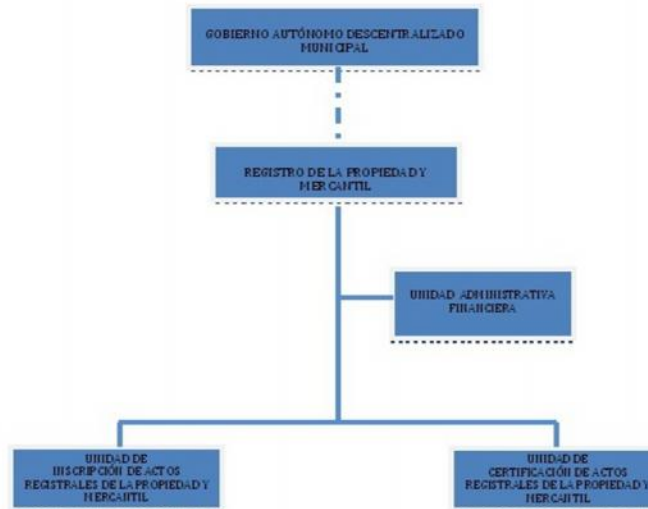 GOBIERNO AUTÓNOMO DESCENTRALIZADO
MUNICIPAL
REGISTRO DE LA PROPIEDAD Y
MERCANTIL
UNIDAD ADMINISTRATIVA
FINANCIERA
UNIDAD DE
INSCRIPCIÓN DE ACTOS
REGISTRALES DE LA PROPIEDAD Y
MERCANTIL
UNIDAD DE
CERTIFICACIÓN DE ACTOS
REGISTRALES DE LA PROPIEDAD Y
MERCANTIL